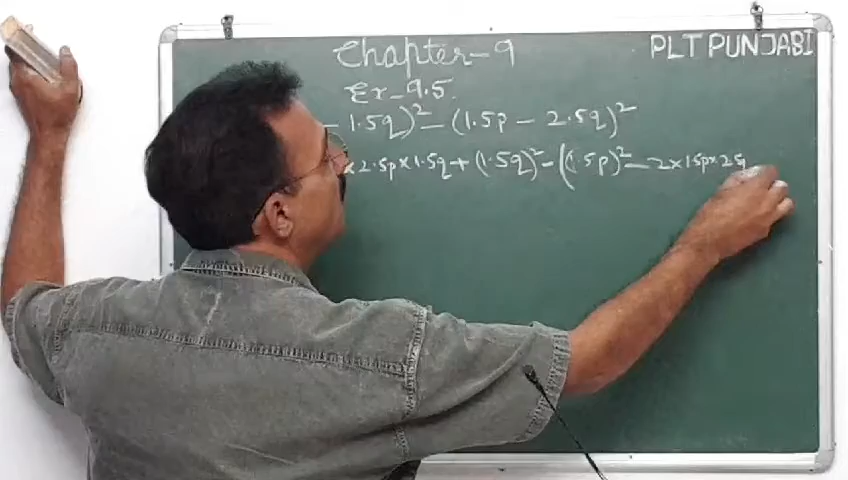 Chapter-9
PLT PUNJABI
Ex-9.5.
- 1.5q)² - (1.5p - 2.5q)²
× 2.5p × 1.5q + (1.5q)² - ((1.5p)² - 2 × 1.5p × 2.5q